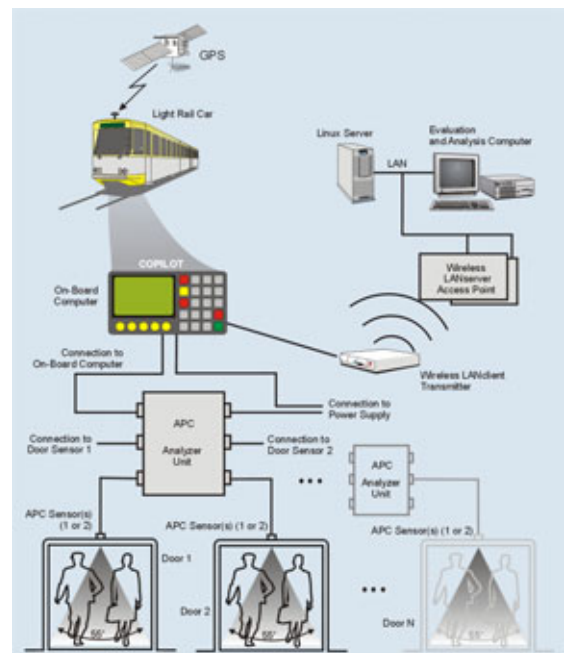 GPS
Light Rail Car
Linux Server
Evaluation
and Analysis Computer
LAN
COPILOT
On-Board
Computer
Wireless
LANserver
Access Point
Connection to
On-Board Computer
Wireless LANclient
Transmitter
Connection to
Power Supply
APC
Analyzer
Unit
Connection to
Door Sensor 1
Connection to
Door Sensor 2
APC
Analyzer
Unit
APC Sensor(s)
(1 or 2)
APC Sensor(s) (1 or 2)
APC Sensor(s) (1 or 2)
Door 1
Door 2
Door N
55°
55°
55°